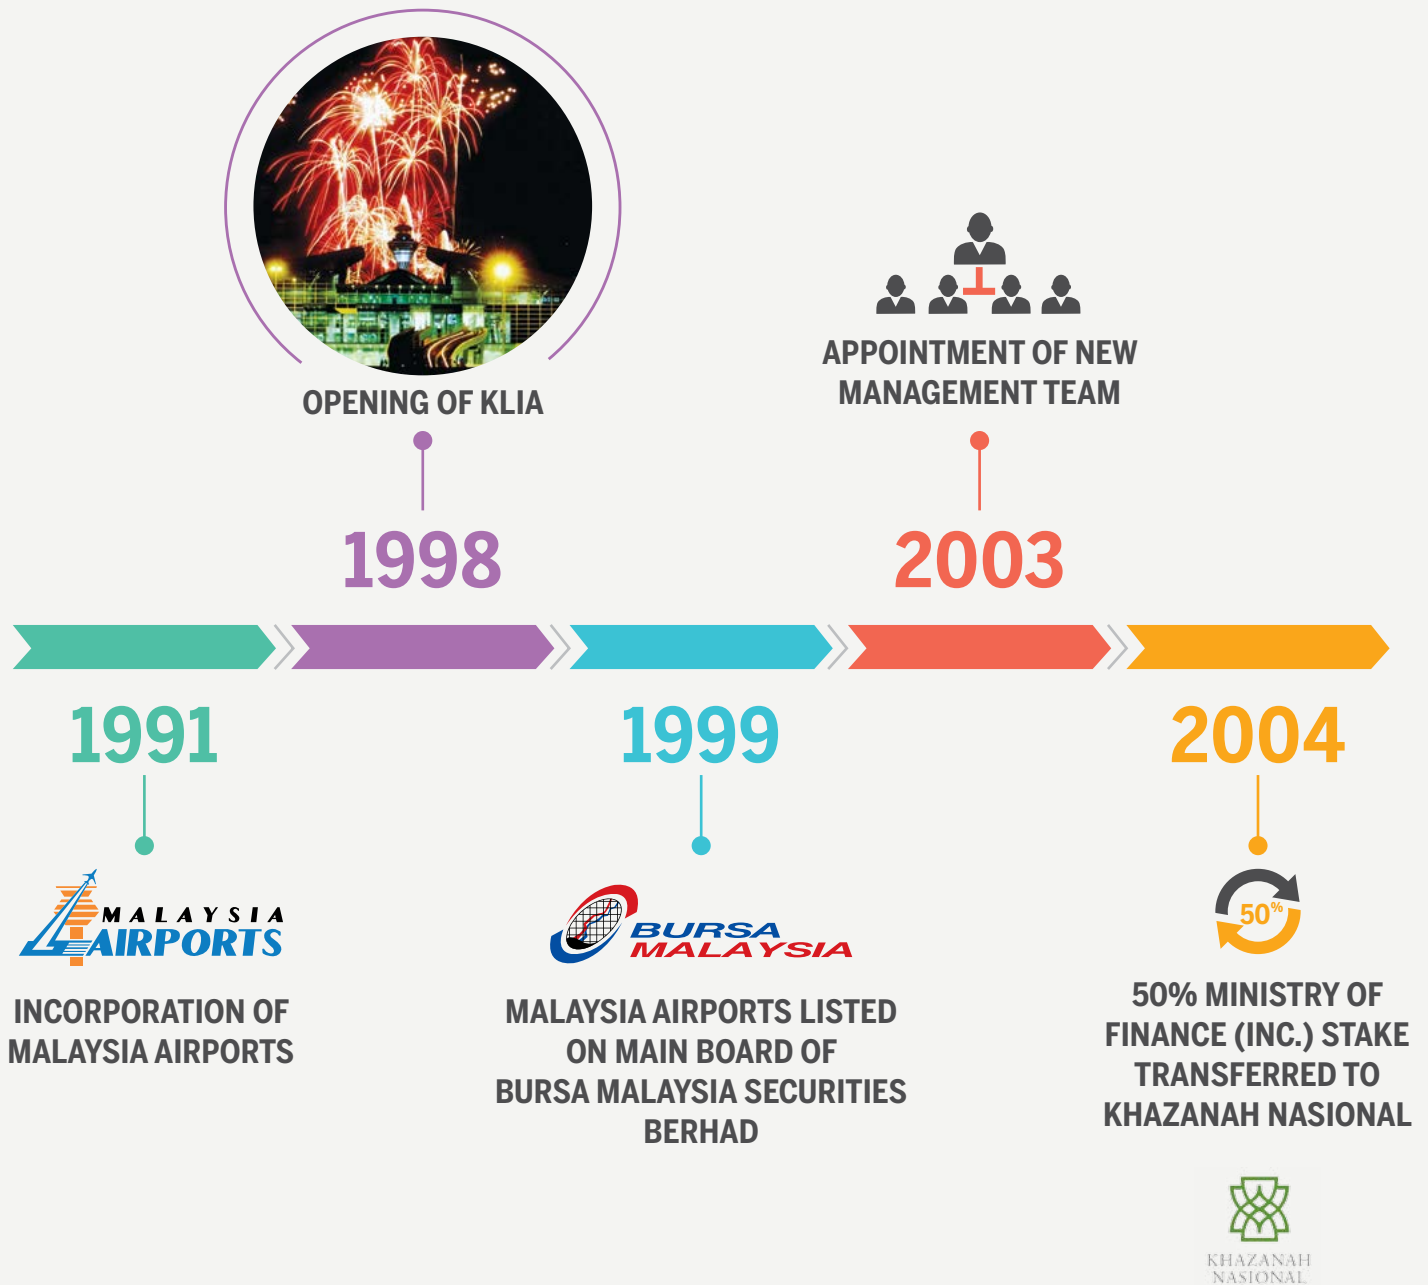 OPENING OF KLIA
1998
APPOINTMENT OF NEW
MANAGEMENT TEAM
2003
1991
MALAYSIA
AIRPORTS
INCORPORATION OF
MALAYSIA AIRPORTS
1999
BURSA
MALAYSIA
MALAYSIA AIRPORTS LISTED
ON MAIN BOARD OF
BURSA MALAYSIA SECURITIES
BERHAD
2004
50%
50% MINISTRY OF
FINANCE (INC.) STAKE
TRANSFERRED TO
KHAZANAH NASIONAL
KHAZANAH
NASIONAL